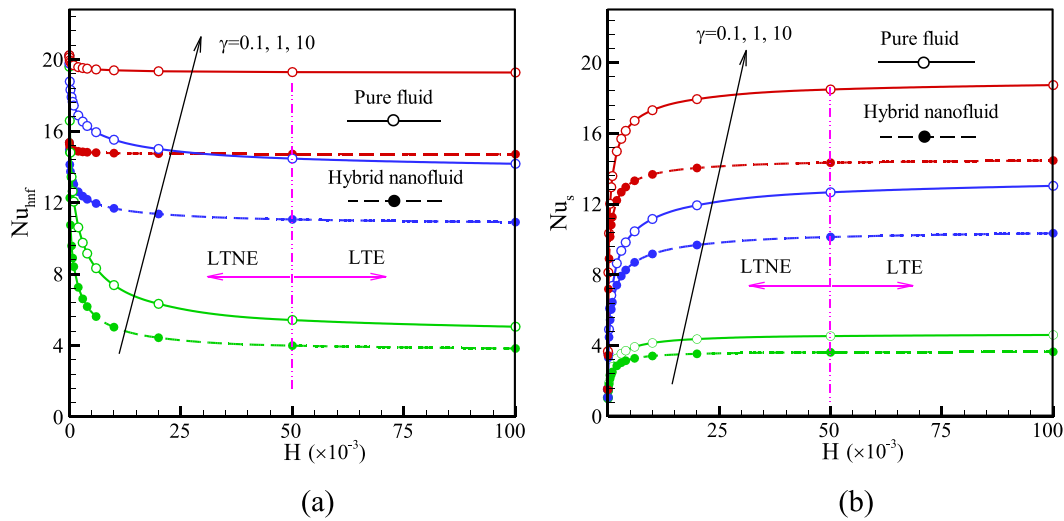 γ=0.1, 1, 10
Pure fluid
Hybrid nanofluid
LTNE
LTE
Nu_hnf
20
16
12
8
4
0
0
25
50
75
100
H (×10⁻³)
(a)
γ=0.1, 1, 10
Pure fluid
Hybrid nanofluid
LTNE
LTE
Nu_s
20
16
12
8
4
0
25
50
75
100
H (×10⁻³)
(b)